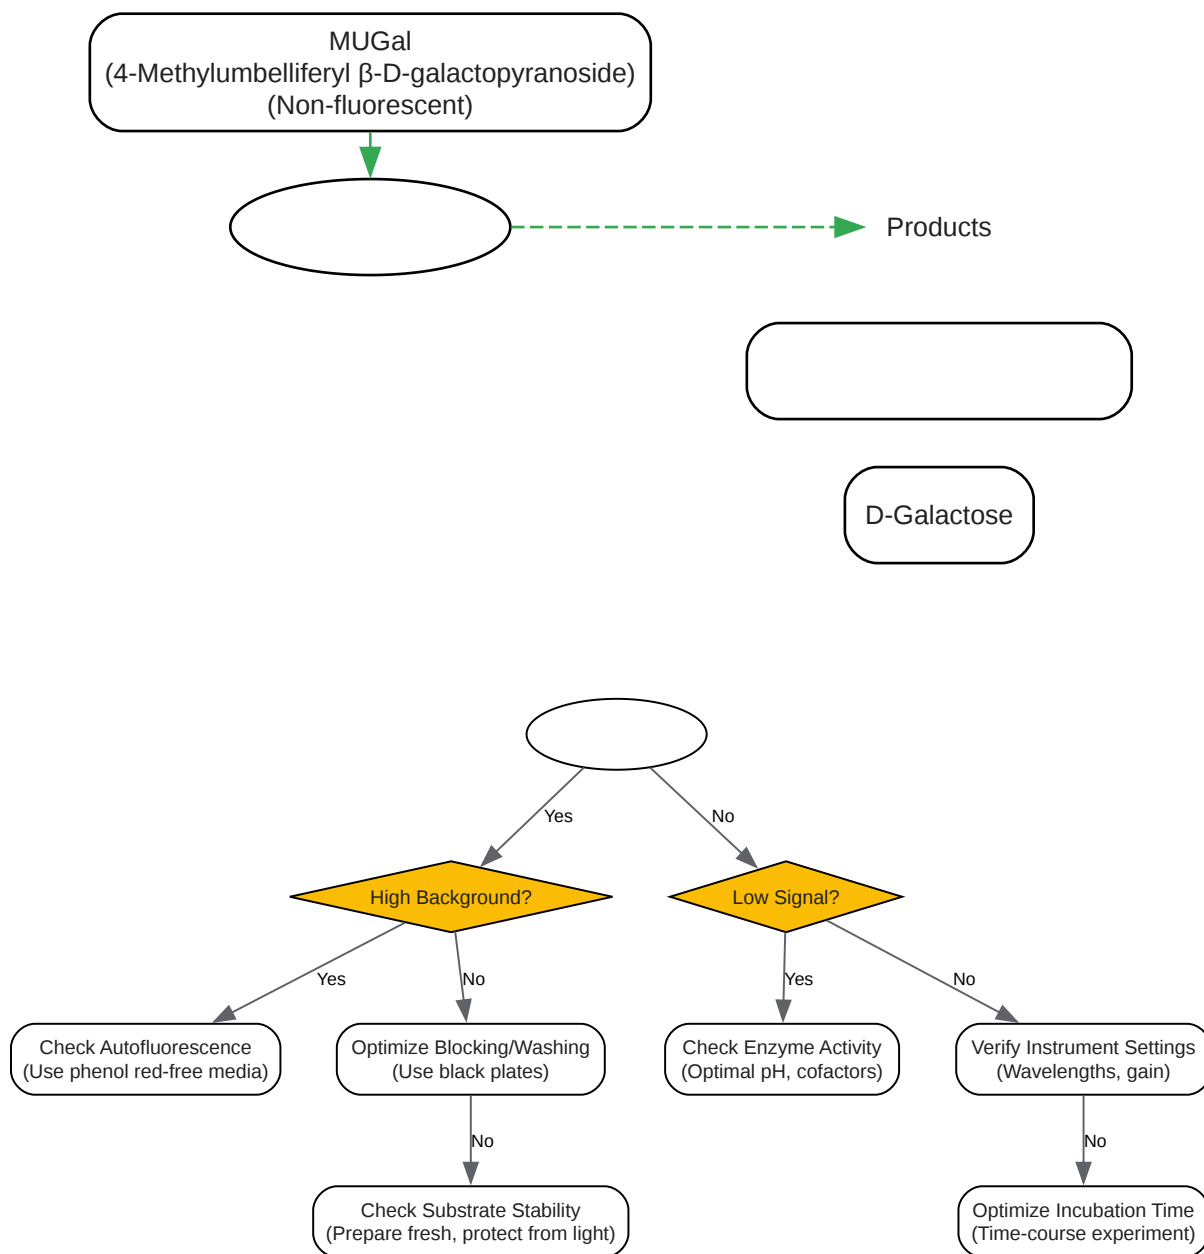 MUGal
(4-Methylumbelliferyl β-D-galactopyranoside)
(Non-fluorescent)
Products
D-Galactose
Yes
No
High Background?
Low Signal?
Yes
No
Yes
No
Check Autofluorescence
(Use phenol red-free media)
Optimize Blocking/Washing
(Use black plates)
Check Enzyme Activity
(Optimal pH, cofactors)
Verify Instrument Settings
(Wavelengths, gain)
No
No
Check Substrate Stability
(Prepare fresh, protect from light)
Optimize Incubation Time
(Time-course experiment)